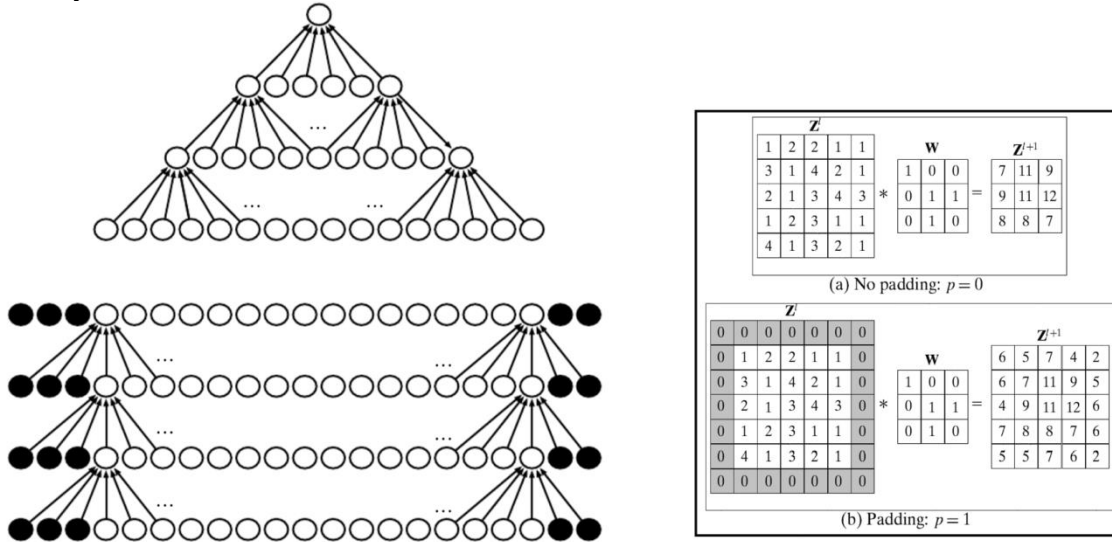 ...
... ...
... ...
... ...
... ...
Z^l
1 2 2 1 1
3 1 4 2 1
2 1 3 4 3
1 2 3 1 1
4 1 3 2 1
*
W
1 0 0
0 1 1
0 1 0
=
Z^{l+1}
7 11 9
9 11 12
8 8 7
(a) No padding: p = 0
Z^l
0 0 0 0 0 0 0
0 1 2 2 1 1 0
0 3 1 4 2 1 0
0 2 1 3 4 3 0
0 1 2 3 1 1 0
0 4 1 3 2 1 0
0 0 0 0 0 0 0
*
W
1 0 0
0 1 1
0 1 0
=
Z^{l+1}
6 5 7 4 2
6 7 11 9 5
4 9 11 12 6
7 8 8 7 6
5 5 7 6 2
(b) Padding: p = 1